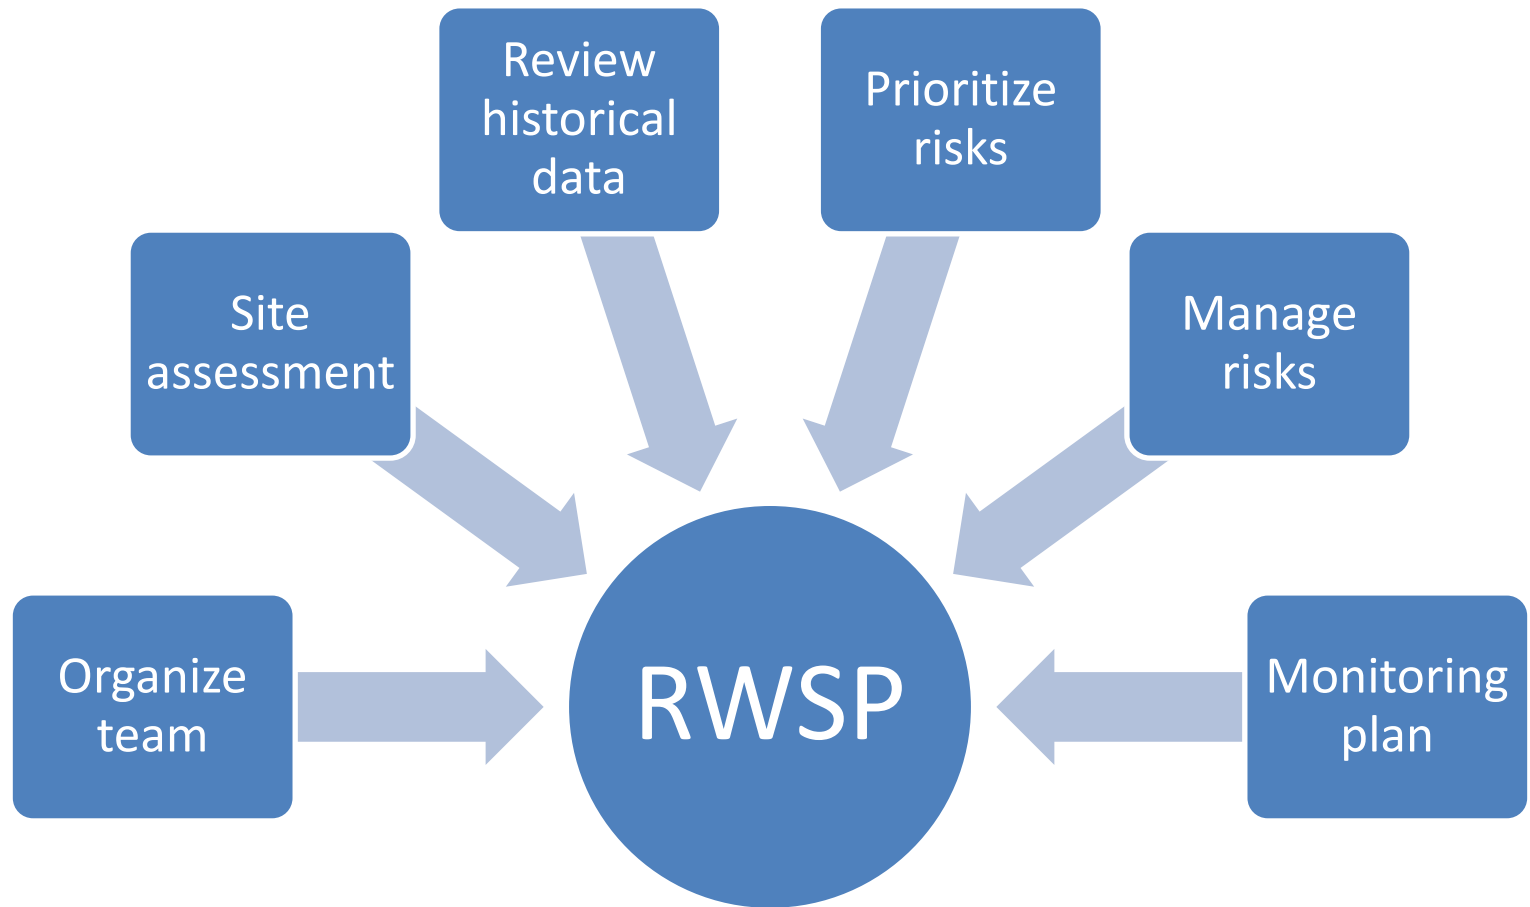 Review
historical
data
Prioritize
risks
Site
assessment
Manage
risks
Organize
team
RWSP
Monitoring
plan